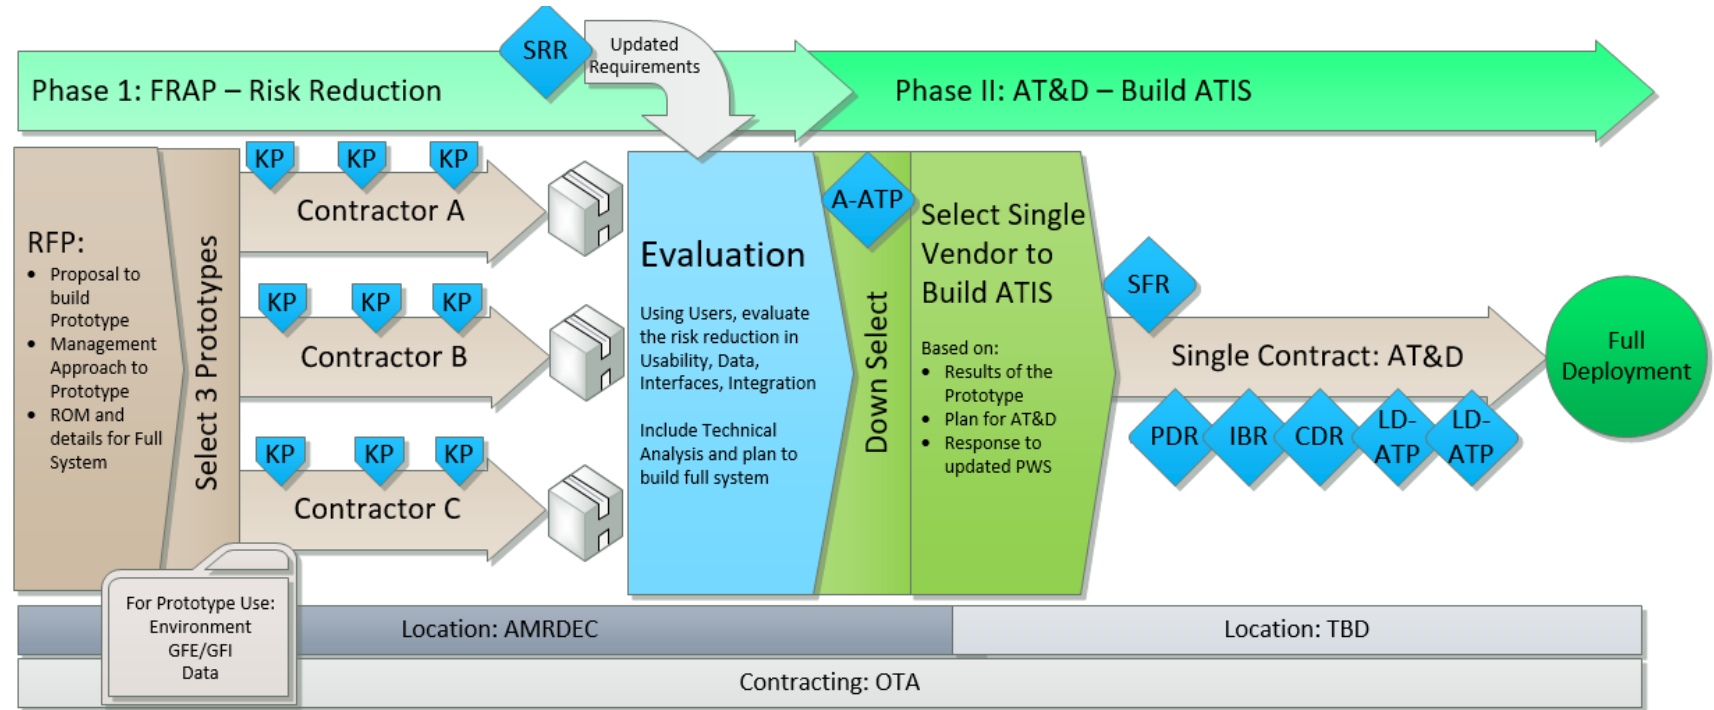 SRR
Updated
Requirements
Phase 1: FRAP – Risk Reduction
Phase II: AT&D – Build ATIS
RFP:
• Proposal to
build
Prototype
• Management
Approach to
Prototype
• ROM and
details for Full
System
Select 3 Prototypes
KP KP KP
Contractor A
KP KP KP
Contractor B
KP KP KP
Contractor C
Evaluation
Using Users, evaluate
the risk reduction in
Usability, Data,
Interfaces, Integration
Include Technical
Analysis and plan to
build full system
A-ATP
Down Select
Select Single
Vendor to
Build ATIS
Based on:
• Results of the
Prototype
• Plan for AT&D
• Response to
updated PWS
SFR
Single Contract: AT&D
PDR IBR CDR LD-
ATP LD-
ATP
Full
Deployment
For Prototype Use:
Environment
GFE/GFI
Data
Location: AMRDEC
Location: TBD
Contracting: OTA